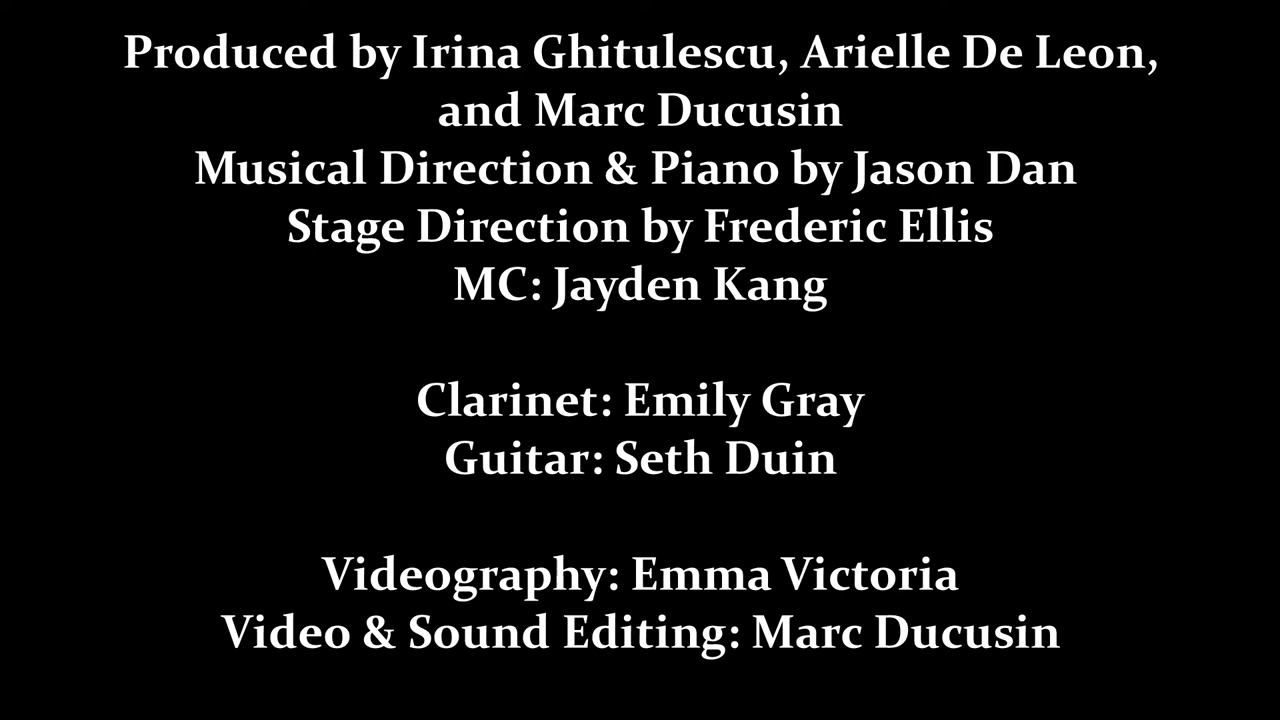 Produced by Irina Ghitulescu, Arielle De Leon,
and Marc Ducusin
Musical Direction & Piano by Jason Dan
Stage Direction by Frederic Ellis
MC: Jayden Kang
Clarinet: Emily Gray
Guitar: Seth Duin
Videography: Emma Victoria
Video & Sound Editing: Marc Ducusin